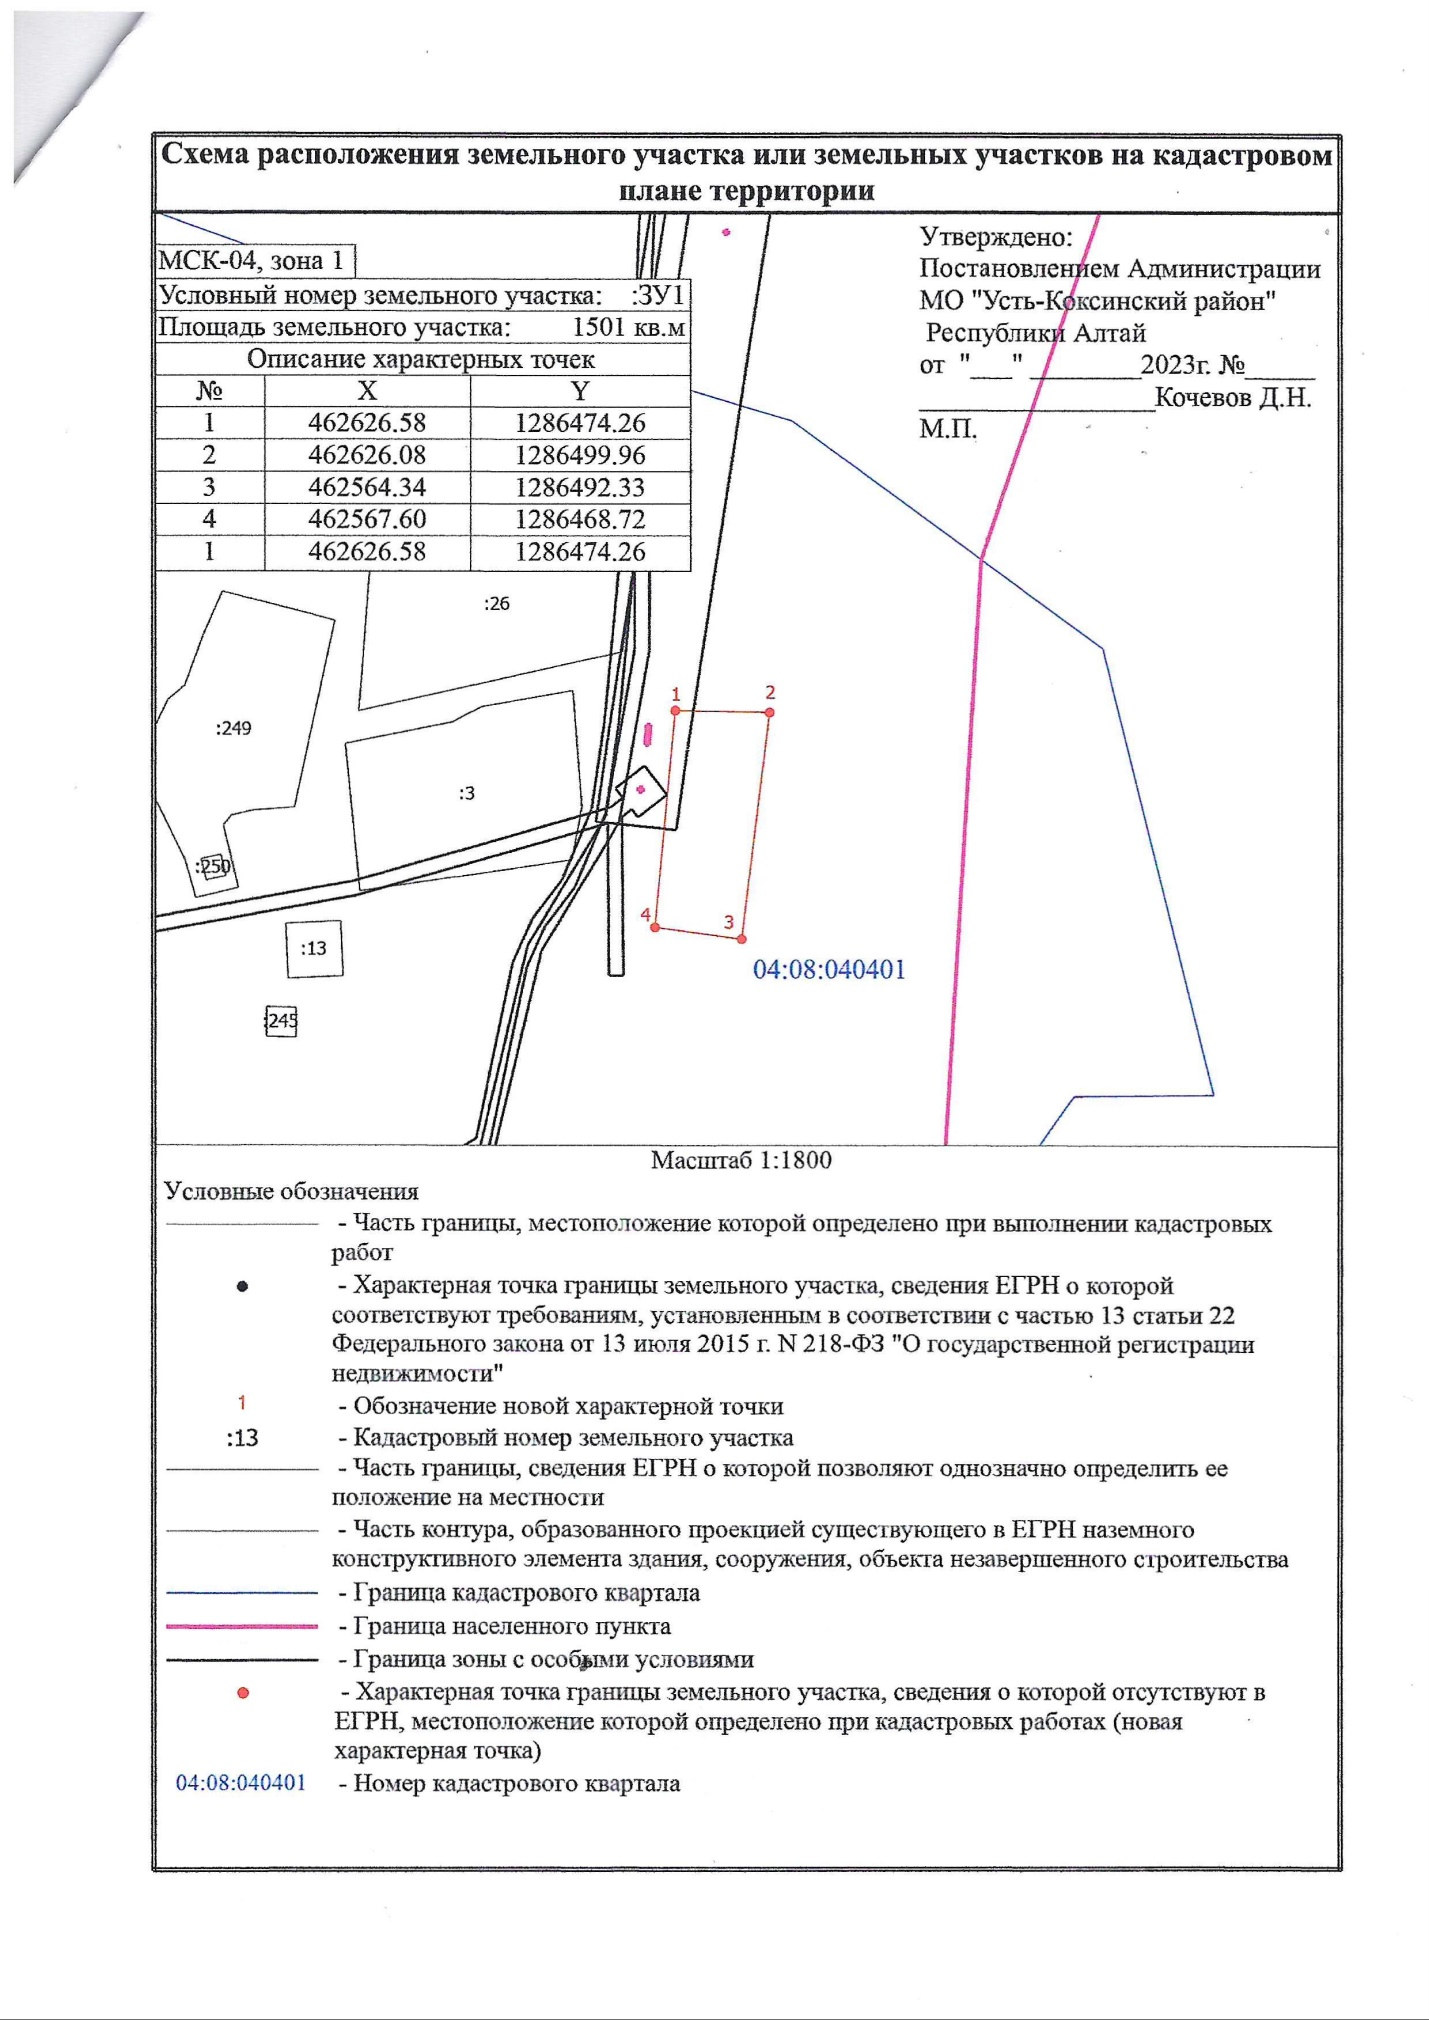 Схема расположения земельного участка или земельных участков на кадастровом
плане территории
МСК-04, зона 1
Условный номер земельного участка: :ЗУ1
Площадь земельного участка: 1501 кв.м
Описание характерных точек
№ X Y
1 462626.58 1286474.26
2 462626.08 1286499.96
3 462564.34 1286492.33
4 462567.60 1286468.72
1 462626.58 1286474.26
Утверждено:
Постановлением Администрации
МО "Усть-Коксинский район"
Республики Алтай
от "___" ________2023г. №_____
_________________Кочевов Д.Н.
М.П.
:26
:249
:3
:250
:13
:245
1
2
4
3
04:08:040401
Масштаб 1:1800
Условные обозначения
- Часть границы, местоположение которой определено при выполнении кадастровых
работ
- Характерная точка границы земельного участка, сведения ЕГРН о которой
соответствуют требованиям, установленным в соответствии с частью 13 статьи 22
Федерального закона от 13 июля 2015 г. N 218-ФЗ "О государственной регистрации
недвижимости"
1 - Обозначение новой характерной точки
:13 - Кадастровый номер земельного участка
- Часть границы, сведения ЕГРН о которой позволяют однозначно определить ее
положение на местности
- Часть контура, образованного проекцией существующего в ЕГРН наземного
конструктивного элемента здания, сооружения, объекта незавершенного строительства
- Граница кадастрового квартала
- Граница населенного пункта
- Граница зоны с особыми условиями
- Характерная точка границы земельного участка, сведения о которой отсутствуют в
ЕГРН, местоположение которой определено при кадастровых работах (новая
характерная точка)
04:08:040401 - Номер кадастрового квартала